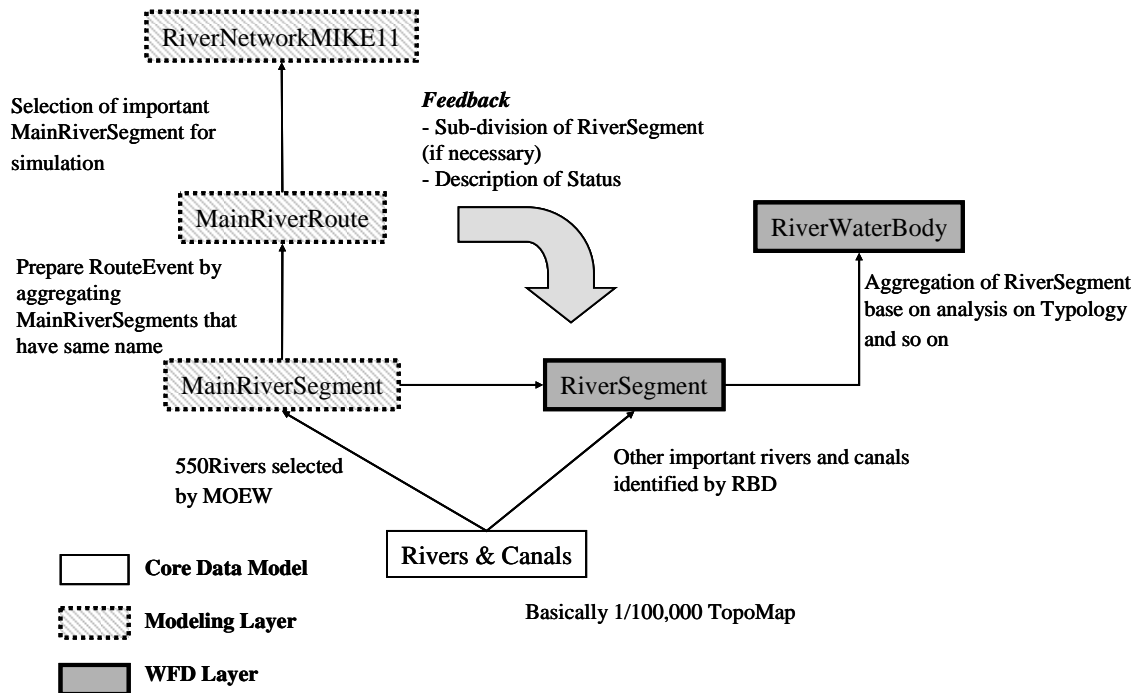 RiverNetworkMIKE11
Selection of important
MainRiverSegment for
simulation
Feedback
- Sub-division of RiverSegment
(if necessary)
- Description of Status
MainRiverRoute
RiverWaterBody
Prepare RouteEvent by
aggregating
MainRiverSegments that
have same name
Aggregation of RiverSegment
base on analysis on Typology
and so on
MainRiverSegment
RiverSegment
550Rivers selected
by MOEW
Other important rivers and canals
identified by RBD
Rivers & Canals
Core Data Model
Basically 1/100,000 TopoMap
Modeling Layer
WFD Layer